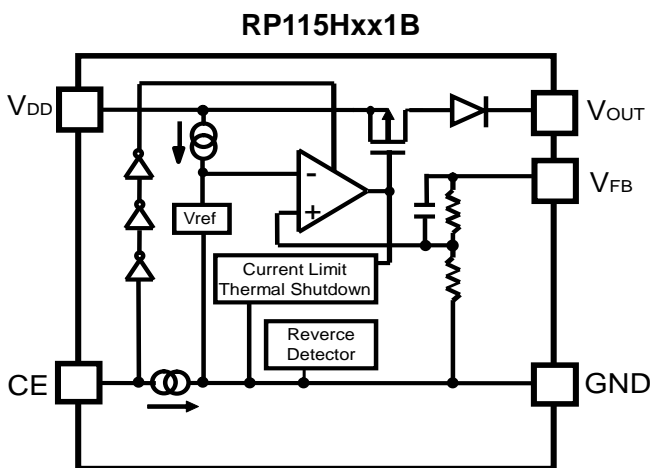 RP115Hxx1B
VDD
VOUT
VFB
-
+
Vref
Current Limit
Thermal Shutdown
Reverce
Detector
CE
GND